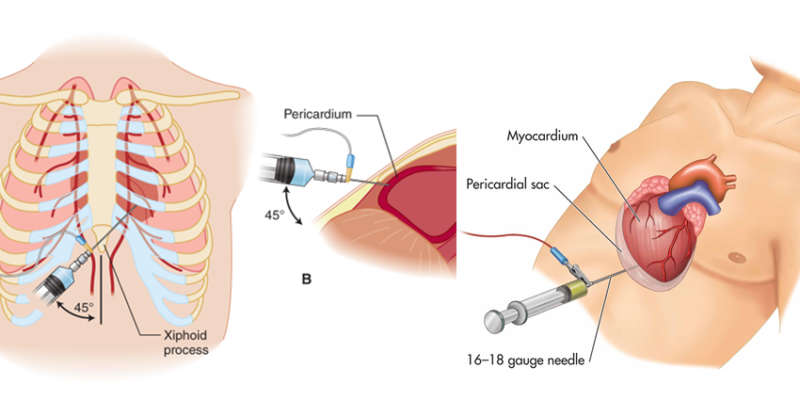 45°
Xiphoid
process
Pericardium
45°
B
Myocardium
Pericardial sac
16–18 gauge needle